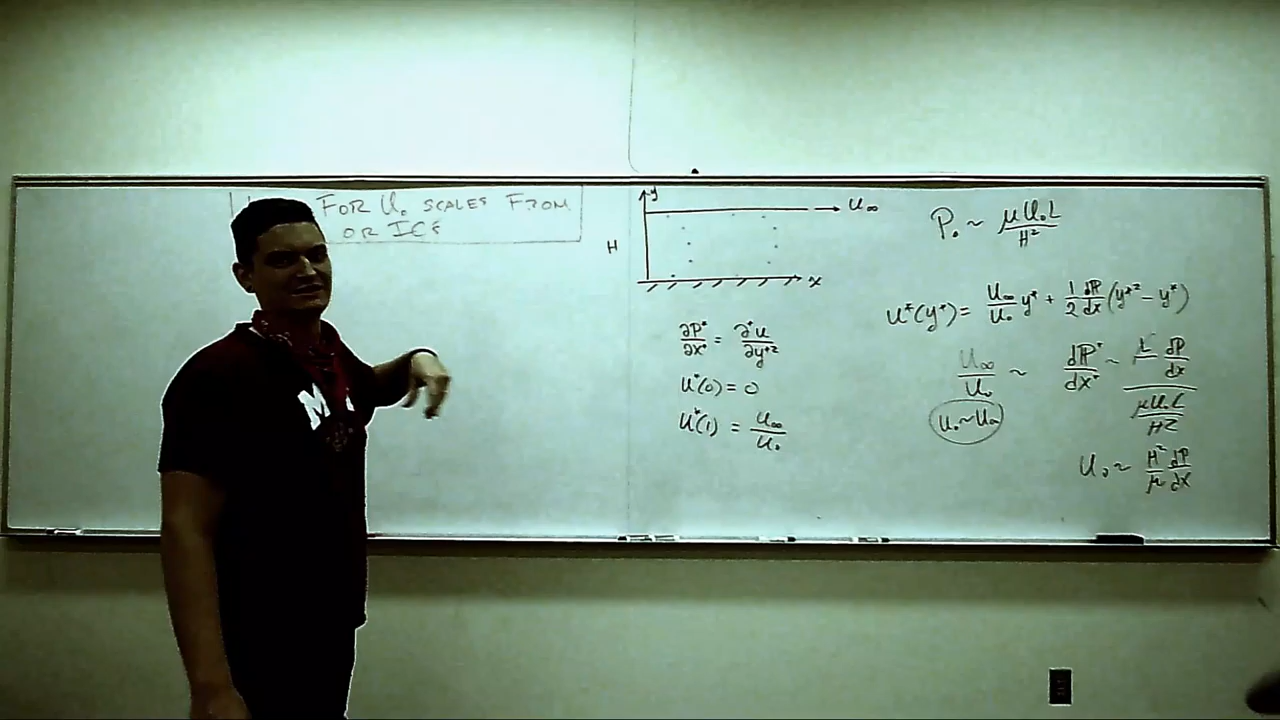 FOR U₀ SCALES FROM
OR ICE
y
U∞
H
x
∂P*/∂x* = ∂²u/∂y*²
U*(0) = 0
U*(1) = U∞/U₀
P₀ ~ μU₀L/H²
U*(y*) = U∞/U₀ y* + 1/2 dP/dx (y*² - y*)
U∞/U₀ ~ dP*/dx* ~ L dP/dx / μU₀L/H²
U₀~U∞
U₀ ~ H²/μ dP/dx
M